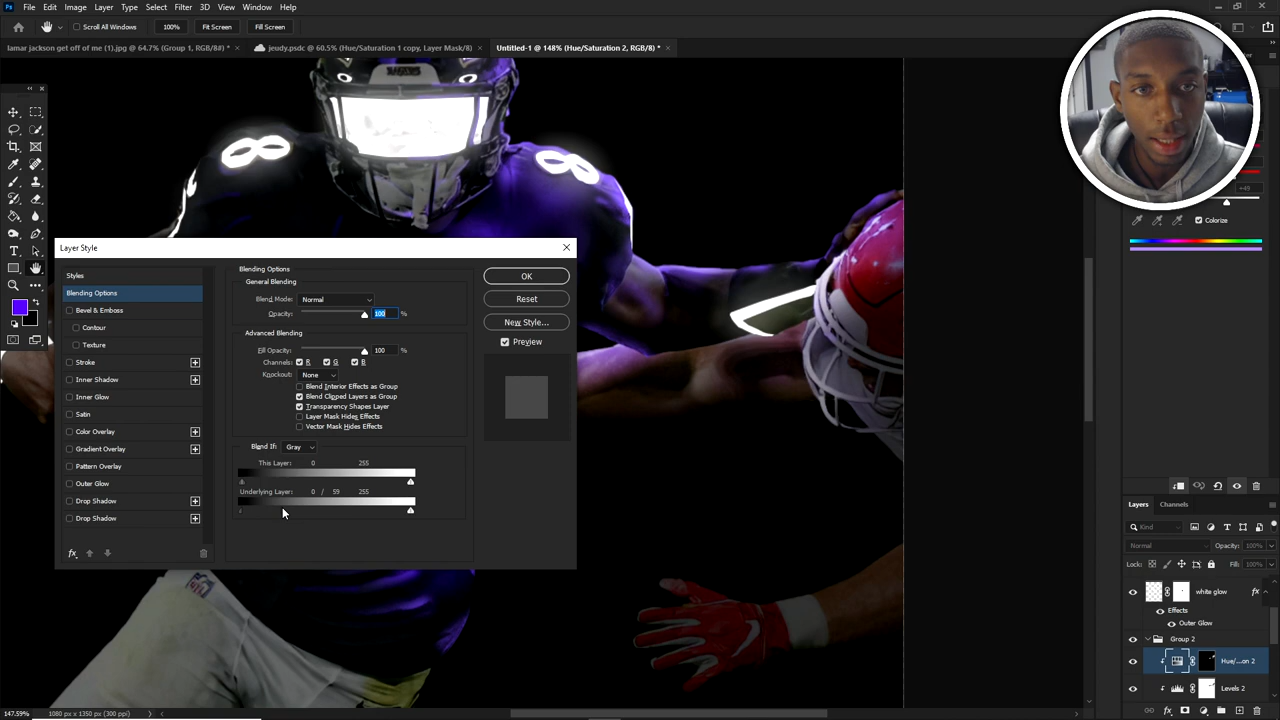 Ps File Edit Image Layer Type Select Filter 3D View Window Help
Scroll All Windows 100% Fit Screen Fill Screen
lamar jackson get off of me (1).jpg @ 64.7% (Group 1, RGB/8#) * × jeudy.psdc @ 60.5% (Hue/Saturation 1 copy, Layer Mask/8) × Untitled-1 @ 148% (Hue/Saturation 2, RGB/8) * ×
8 8
+49
Colorize
Layer Style
Styles
Blending Options
Bevel & Emboss
Contour
Texture
Stroke
Inner Shadow
Inner Glow
Satin
Color Overlay
Gradient Overlay
Pattern Overlay
Outer Glow
Drop Shadow
Drop Shadow
fx
Blending Options
General Blending
Blend Mode: Normal
Opacity: 100 %
Advanced Blending
Fill Opacity: 100 %
Channels: R G B
Knockout: None
Blend Interior Effects as Group
Blend Clipped Layers as Group
Transparency Shapes Layer
Layer Mask Hides Effects
Vector Mask Hides Effects
Blend If: Gray
This Layer: 0 255
Underlying Layer: 0 / 59 255
OK
Reset
New Style...
Preview
NFL
Layers Channels
Kind
Normal Opacity: 100%
Lock: Fill: 100%
white glow fx
Effects
Outer Glow
Group 2
Hue/...on 2
Levels 2
fx
147.59% 1080 px x 1350 px (300 ppi)